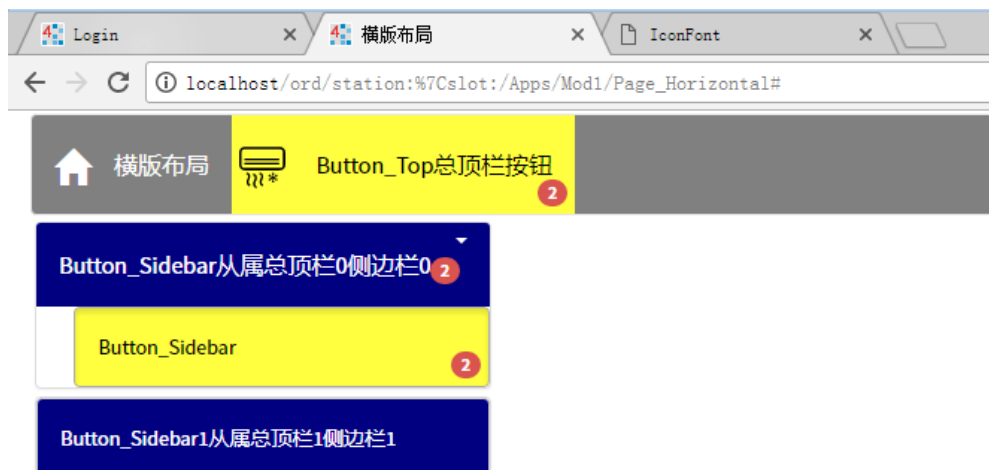 Login
横版布局
IconFont
localhost/ord/station:%7Cslot:/Apps/Mod1/Page_Horizontal#
横版布局
Button_Top总顶栏按钮
2
Button_Sidebar从属总顶栏0侧边栏0
2
Button_Sidebar
2
Button_Sidebar1从属总顶栏1侧边栏1